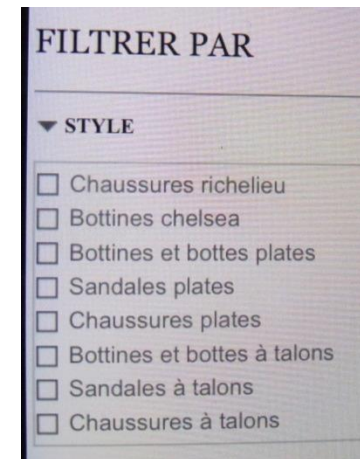 FILTRER PAR
STYLE
Chaussures richelieu
Bottines chelsea
Bottines et bottes plates
Sandales plates
Chaussures plates
Bottines et bottes à talons
Sandales à talons
Chaussures à talons